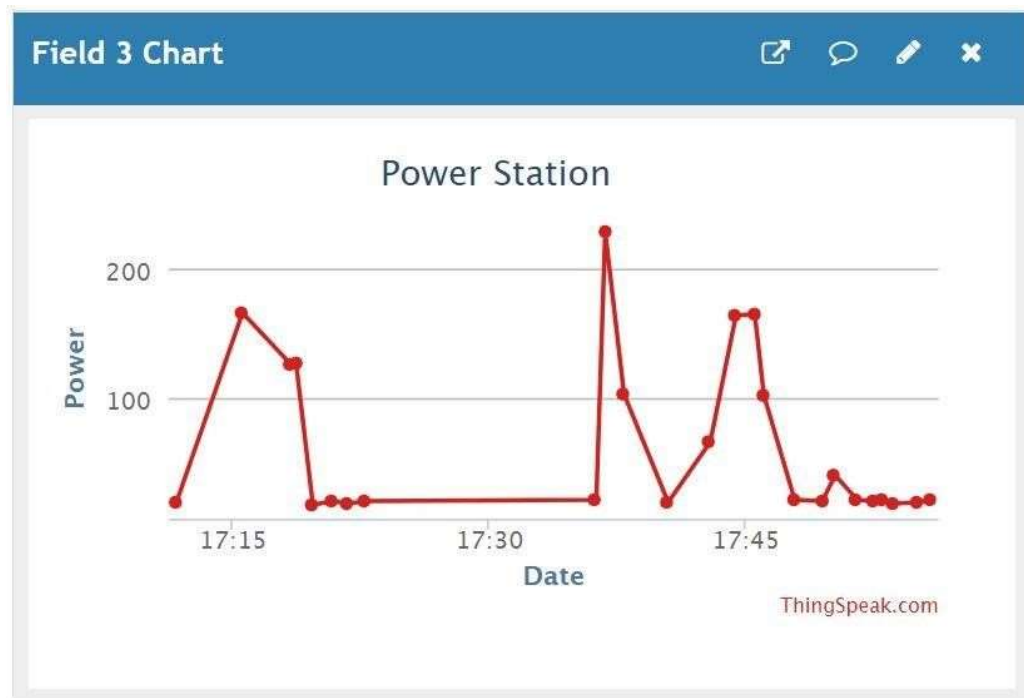 Field 3 Chart
Power Station
200
100
Power
17:15 17:30 17:45
Date
ThingSpeak.com